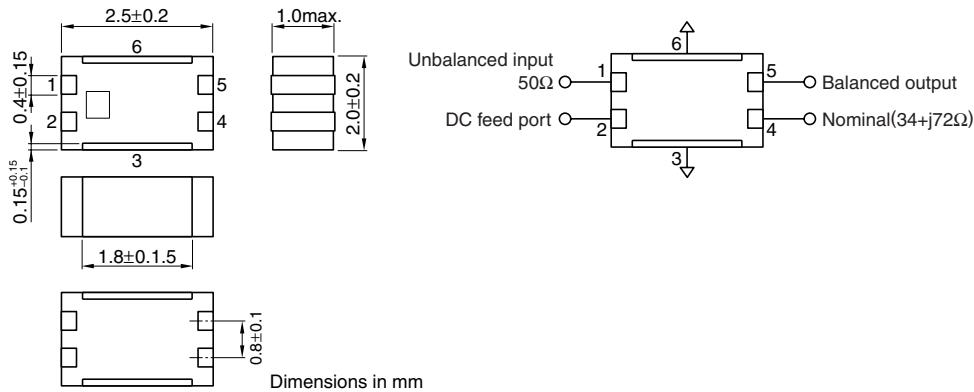 2.5±0.2
1.0max.
6
0.4±0.15
1
5
2
4
2.0±0.2
3
0.15+0.15-0.1
1.8±0.1.5
0.8±0.1
Dimensions in mm
Unbalanced input
50Ω
DC feed port
6
1
5
2
4
3
Balanced output
Nominal(34+j72Ω)